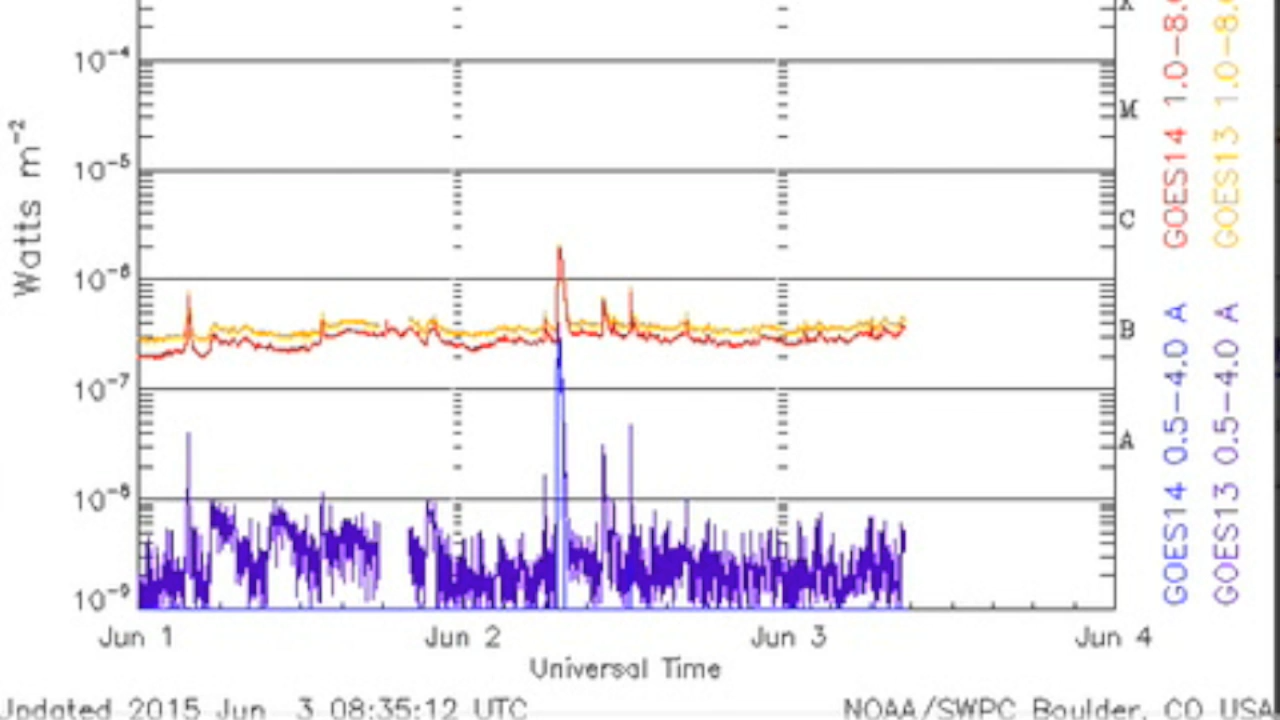 X
10⁻⁴
M
10⁻⁵
C
10⁻⁶
B
10⁻⁷
A
10⁻⁸
10⁻⁹
Watts m⁻²
Jun 1 Jun 2 Jun 3 Jun 4
Universal Time
Updated 2015 Jun 3 08:35:12 UTC
NOAA/SWPC Boulder, CO USA
GOES14 1.0-8.
GOES13 1.0-8.
GOES14 0.5-4.0 A
GOES13 0.5-4.0 A